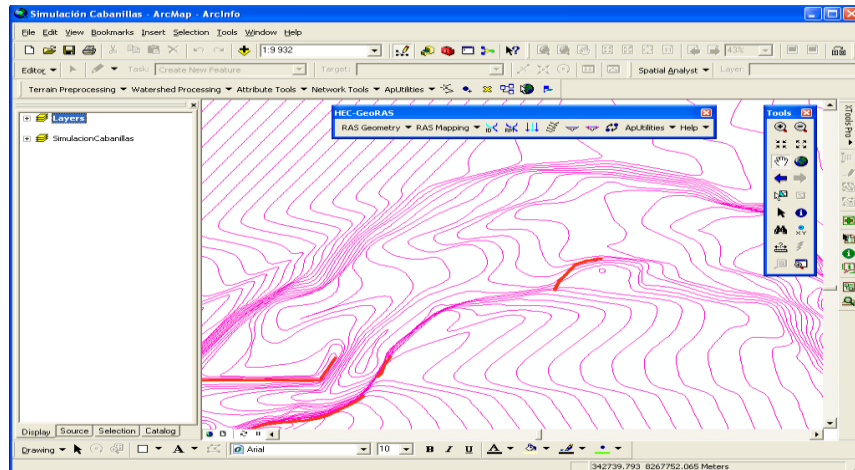 Simulación Cabanillas - ArcMap - ArcInfo
File Edit View Bookmarks Insert Selection Tools Window Help
1:9 932
43%
Editor Task: Create New Feature Target: Spatial Analyst Layer:
Terrain Preprocessing Watershed Processing Attribute Tools Network Tools ApUtilities
HEC-GeoRAS
RAS Geometry RAS Mapping ApUtilities Help
Tools
XTools Pro
Layers
SimulacionCabanillas
Display Source Selection Catalog
Drawing A Arial 10 B I U A
342739.793 8267752.065 Meters